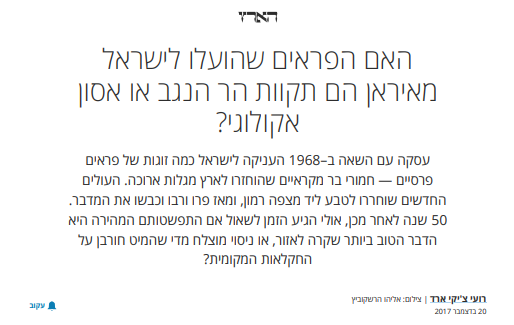 הארץ
האם הפראים שהועלו לישראל
מאיראן הם תקוות הר הנגב או אסון
אקולוגי?
עסקה עם השאה ב–1968 העניקה לישראל כמה זוגות של פראים
פרסיים — חמורי בר מקראיים שהוחזרו לארץ מגלות ארוכה. העולים
החדשים שוחררו לטבע ליד מצפה רמון, ומאז פרו ורבו וכבשו את המדבר.
50 שנה לאחר מכן, אולי הגיע הזמן לשאול אם התפשטותם המהירה היא
הדבר הטוב ביותר שקרה לאזור, או ניסוי מוצלח מדי שהמיט חורבן על
החקלאות המקומית?
רועי צ'יקי ארד | צילום: אליהו הרשקוביץ
עקוב
20 בדצמבר 2017